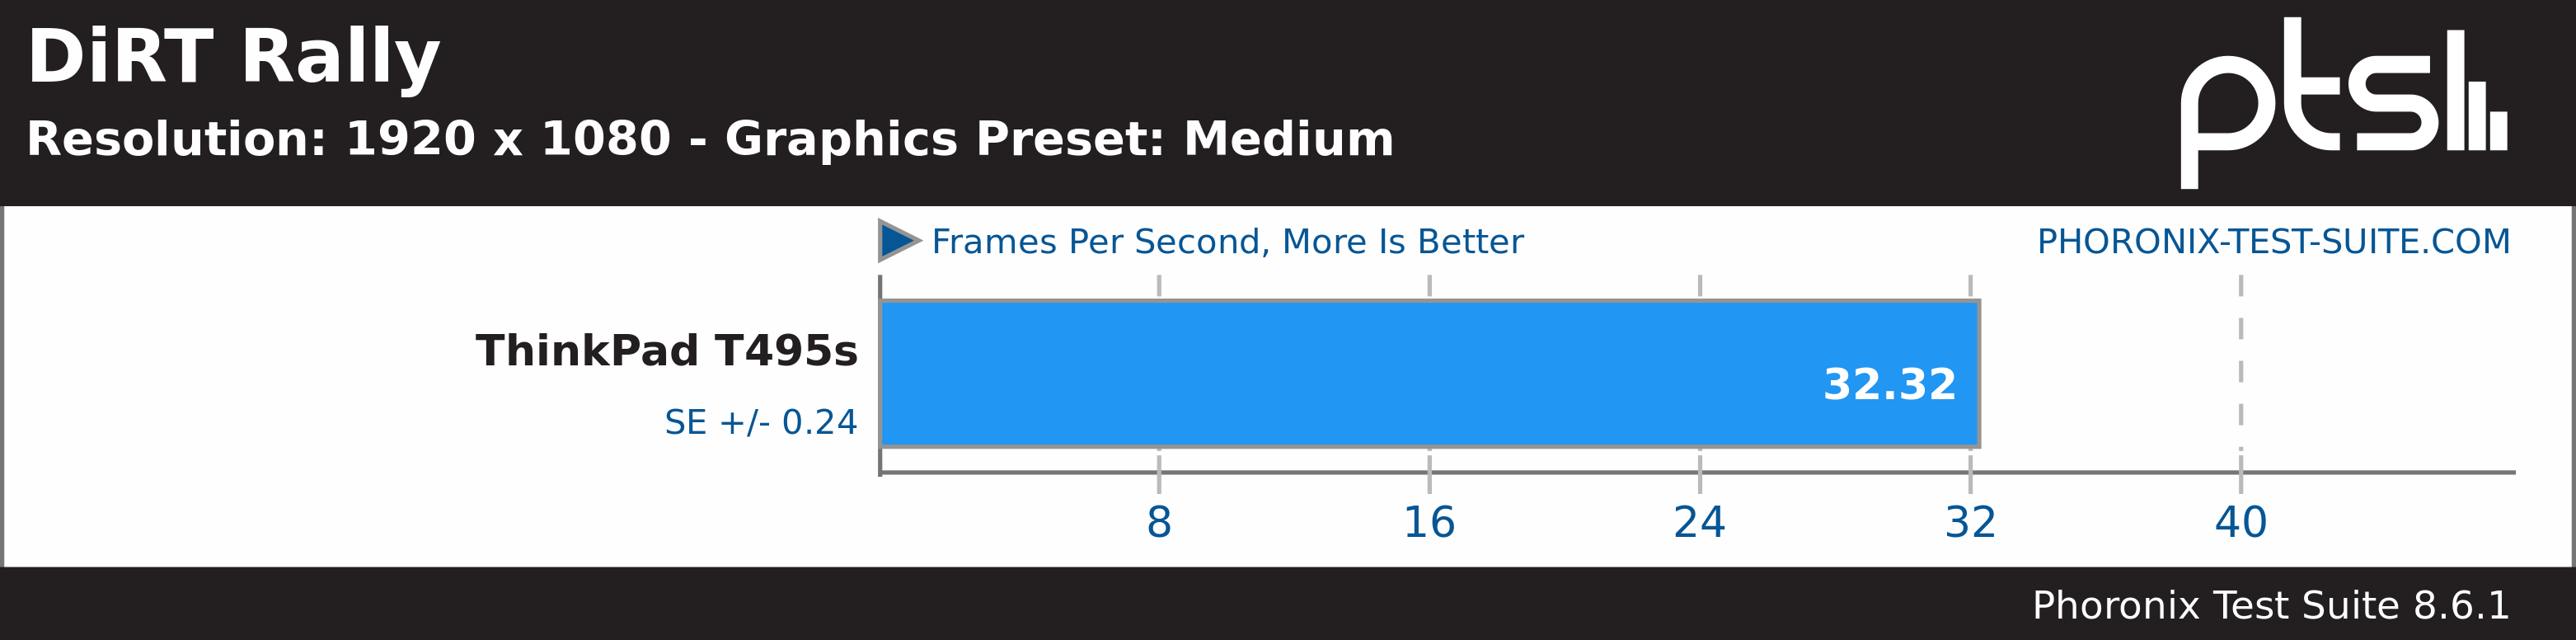 DiRT Rally
Resolution: 1920 x 1080 - Graphics Preset: Medium
ptsl
Frames Per Second, More Is Better
PHORONIX-TEST-SUITE.COM
ThinkPad T495s
SE +/- 0.24
32.32
8 16 24 32 40
Phoronix Test Suite 8.6.1